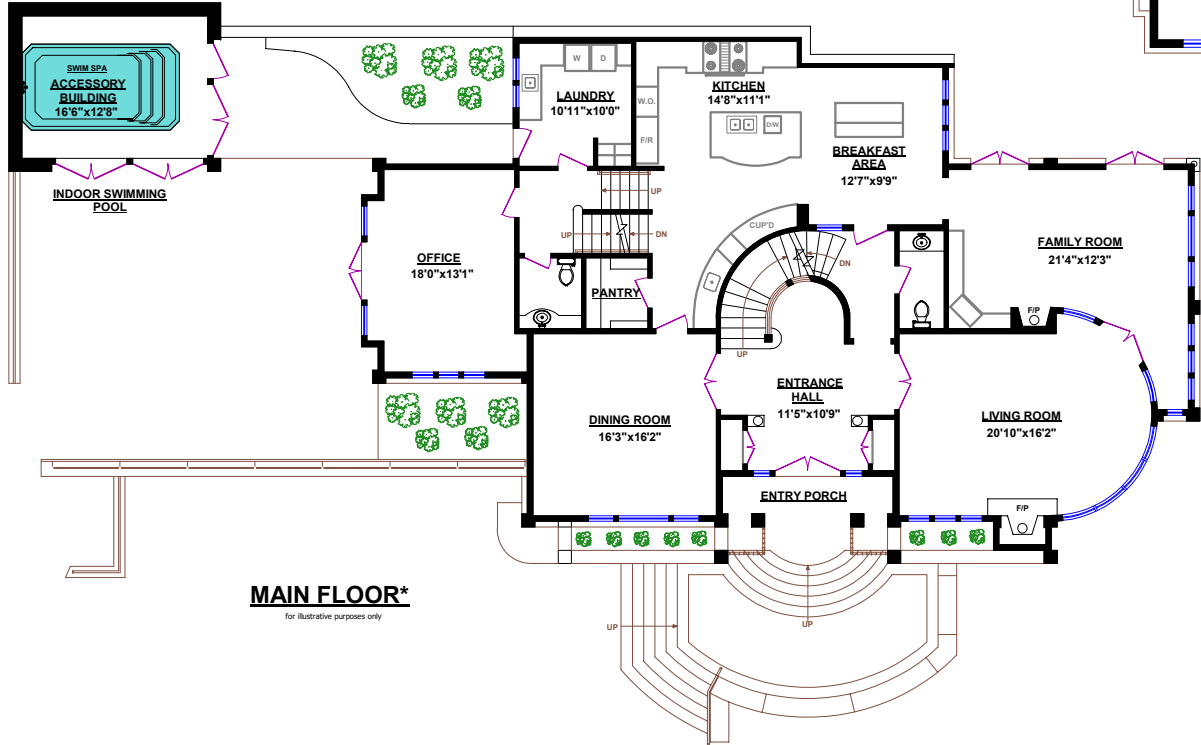 SWIM SPA
ACCESSORY
BUILDING
16'6"x12'8"
INDOOR SWIMMING
POOL
W
D
LAUNDRY
10'11"x10'0"
W.O.
F/R
KITCHEN
14'8"x11'1"
D/W
BREAKFAST
AREA
12'7"x9'9"
UP
UP
DN
CUP'D
DN
UP
OFFICE
18'0"x13'1"
PANTRY
FAMILY ROOM
21'4"x12'3"
F/P
ENTRANCE
HALL
11'5"x10'9"
DINING ROOM
16'3"x16'2"
LIVING ROOM
20'10"x16'2"
F/P
ENTRY PORCH
MAIN FLOOR*
for illustrative purposes only
UP
UP